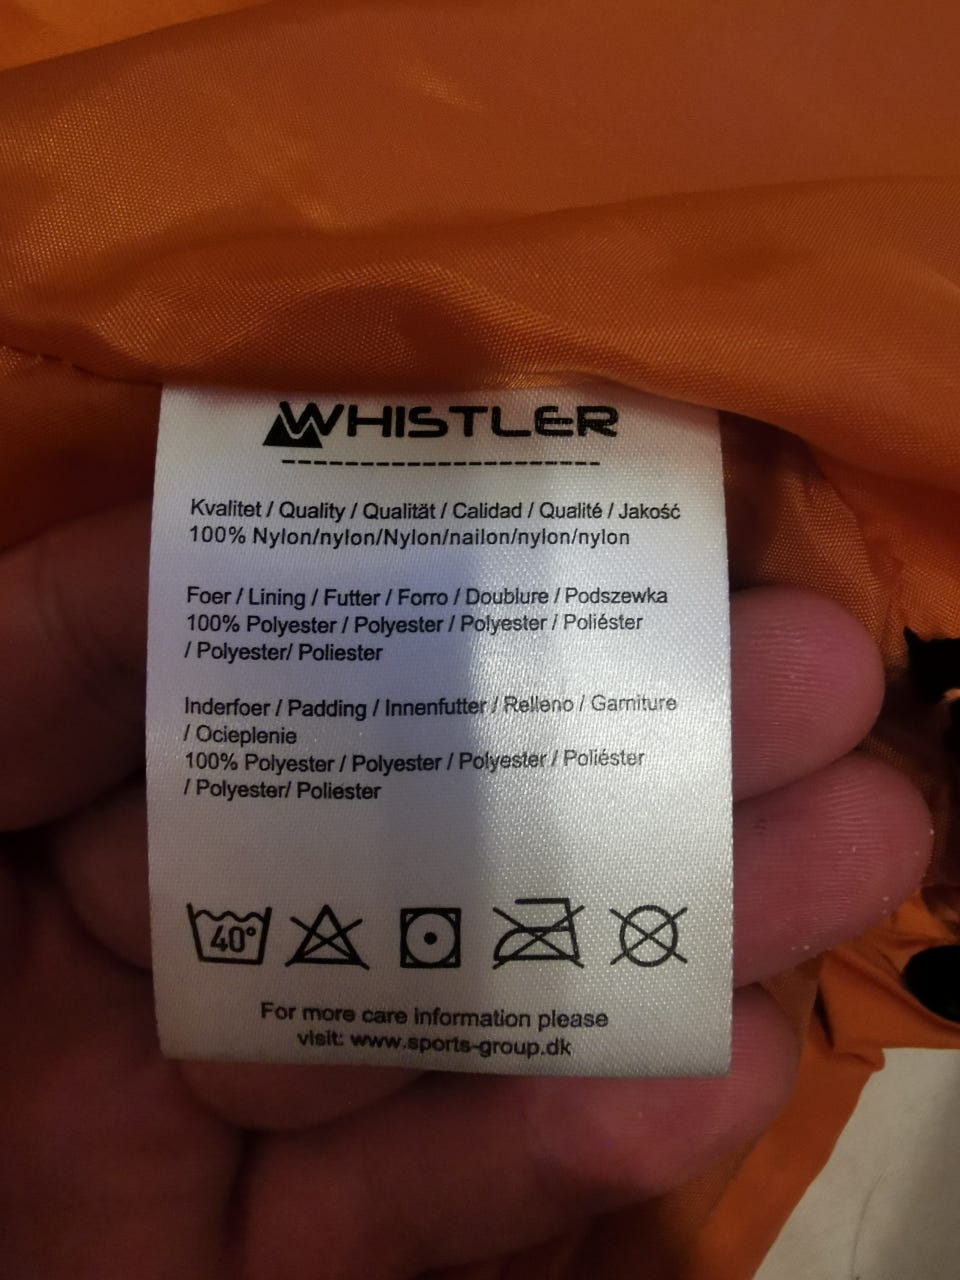 WHISTLER
Kvalitet / Quality / Qualität / Calidad / Qualité / Jakość
100% Nylon/nylon/Nylon/nailon/nylon/nylon
Foer / Lining / Futter / Forro / Doublure / Podszewka
100% Polyester / Polyester / Polyester / Poliéster
/ Polyester/ Poliester
Inderfoer / Padding / Innenfutter / Relleno / Garniture
/ Ocieplenie
100% Polyester / Polyester / Polyester / Poliéster
/ Polyester/ Poliester
40°
For more care information please
visit: www.sports-group.dk